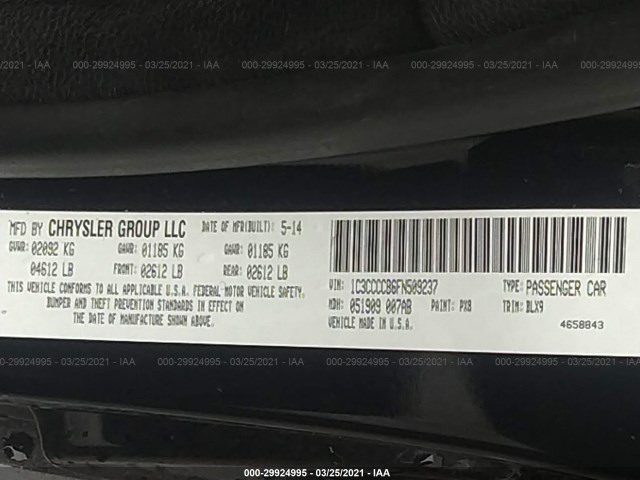 000-29924995 - 03/25/2021 - IAA
MFD BY CHRYSLER GROUP LLC DATE OF MFR(BUILT): 5-14
GVWR: 02092 KG GAWR: 01185 KG GAWR: 01185 KG
04612 LB FRONT: 02612 LB REAR: 02612 LB
THIS VEHICLE CONFORMS TO ALL APPLICABLE U.S.A. FEDERAL MOTOR VEHICLE SAFETY,
BUMPER AND THEFT PREVENTION STANDARDS IN EFFECT ON
THE DATE OF MANUFACTURE SHOWN ABOVE.
VIN: 1C3CCCCB6FN509237 TYPE: PASSENGER CAR
MDH: 051909 007AB PAINT: PX8 TRIM: DLX9
VEHICLE MADE IN U.S.A. 4658843
000-29924995 - 03/25/2021 - IAA